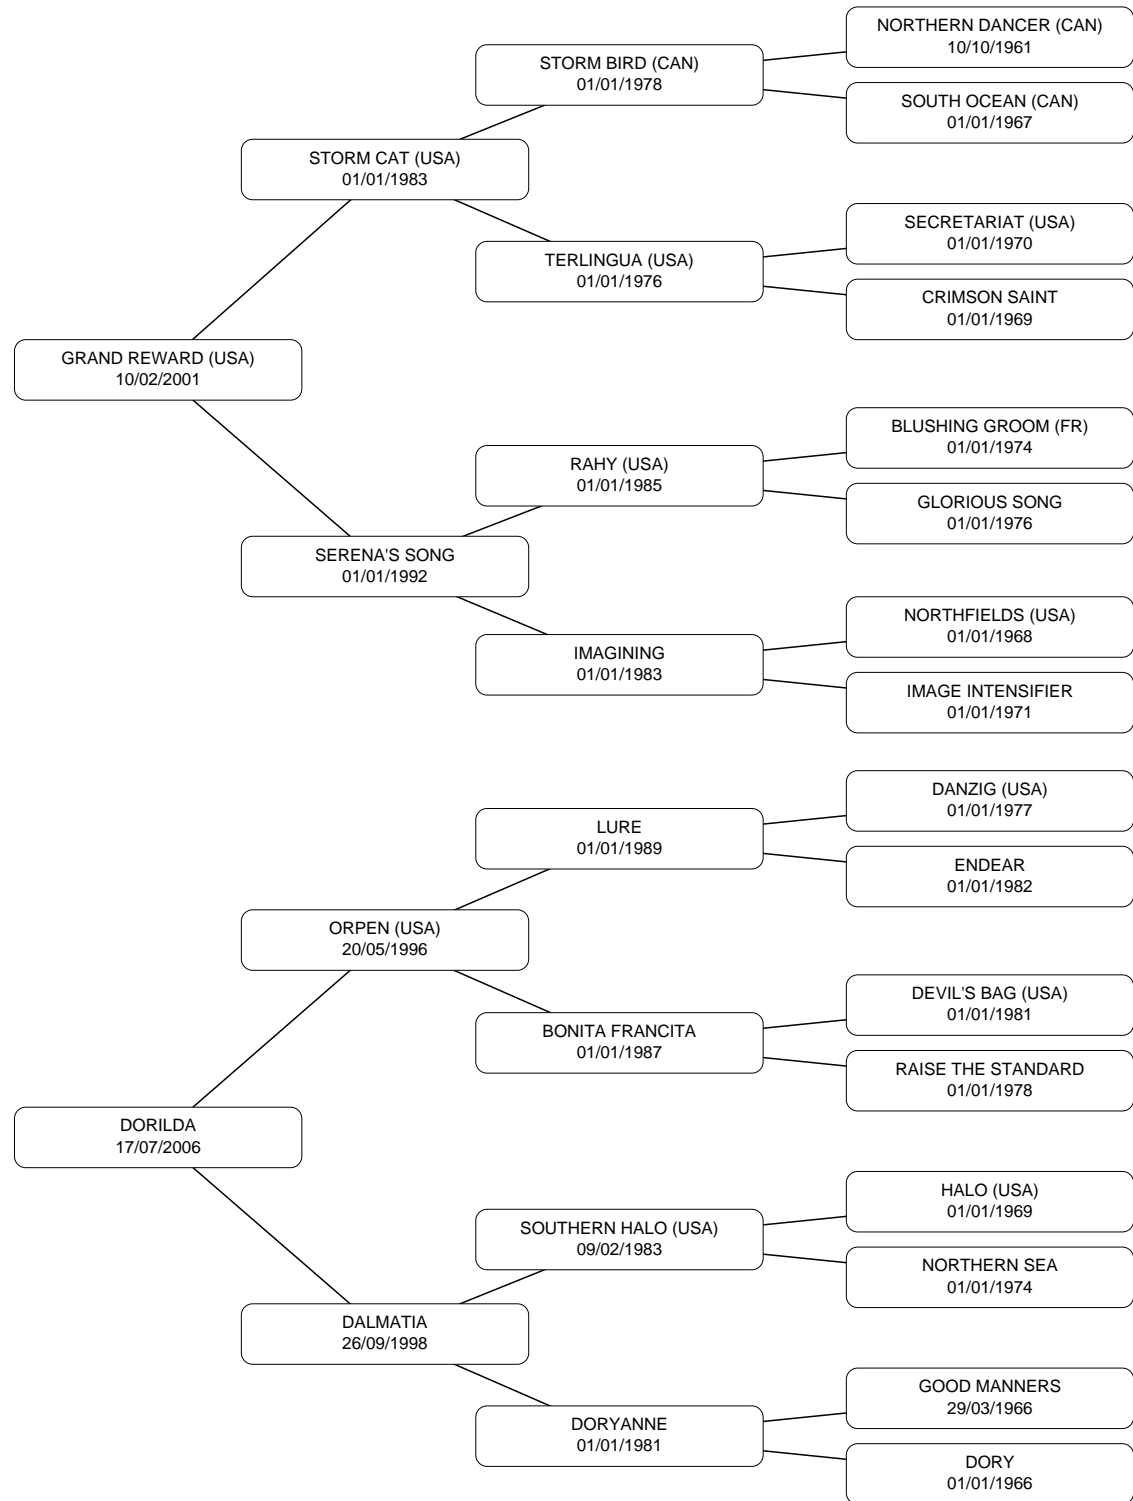 NORTHERN DANCER (CAN)
10/10/1961
STORM BIRD (CAN)
01/01/1978
SOUTH OCEAN (CAN)
01/01/1967
STORM CAT (USA)
01/01/1983
SECRETARIAT (USA)
01/01/1970
TERLINGUA (USA)
01/01/1976
CRIMSON SAINT
01/01/1969
GRAND REWARD (USA)
10/02/2001
BLUSHING GROOM (FR)
01/01/1974
RAHY (USA)
01/01/1985
GLORIOUS SONG
01/01/1976
SERENA'S SONG
01/01/1992
NORTHFIELDS (USA)
01/01/1968
IMAGINING
01/01/1983
IMAGE INTENSIFIER
01/01/1971
DANZIG (USA)
01/01/1977
LURE
01/01/1989
ENDEAR
01/01/1982
ORPEN (USA)
20/05/1996
DEVIL'S BAG (USA)
01/01/1981
BONITA FRANCITA
01/01/1987
RAISE THE STANDARD
01/01/1978
DORILDA
17/07/2006
HALO (USA)
01/01/1969
SOUTHERN HALO (USA)
09/02/1983
NORTHERN SEA
01/01/1974
DALMATIA
26/09/1998
GOOD MANNERS
29/03/1966
DORYANNE
01/01/1981
DORY
01/01/1966